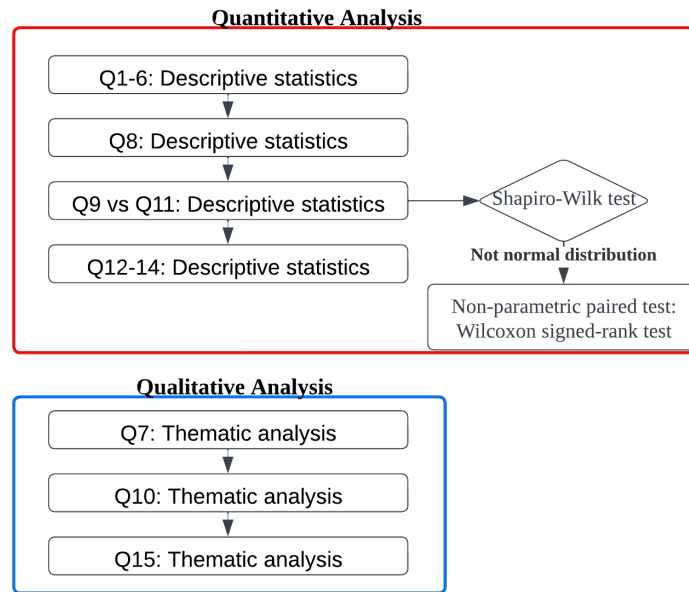 Quantitative Analysis
Q1-6: Descriptive statistics
Q8: Descriptive statistics
Q9 vs Q11: Descriptive statistics
Shapiro-Wilk test
Not normal distribution
Q12-14: Descriptive statistics
Non-parametric paired test:
Wilcoxon signed-rank test
Qualitative Analysis
Q7: Thematic analysis
Q10: Thematic analysis
Q15: Thematic analysis